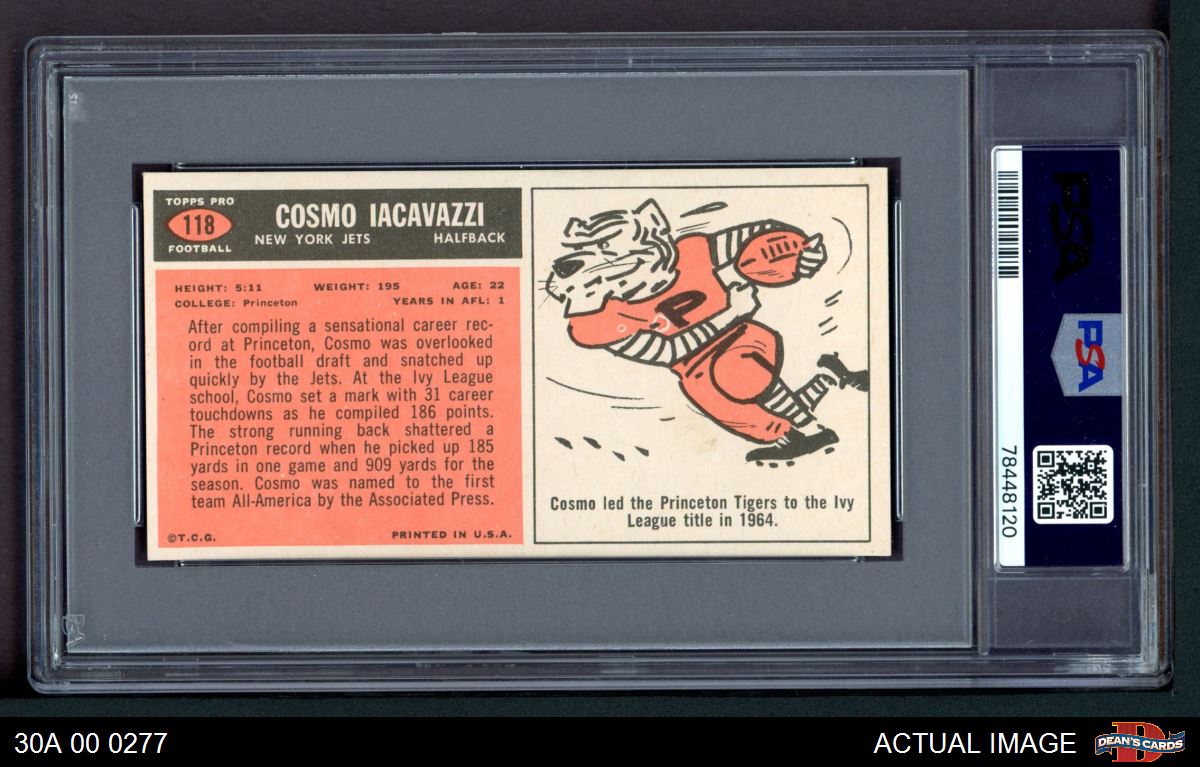 TOPPS PRO
118
FOOTBALL
COSMO IACAVAZZI
NEW YORK JETS HALFBACK
HEIGHT: 5:11 WEIGHT: 195 AGE: 22
COLLEGE: Princeton YEARS IN AFL: 1
After compiling a sensational career rec-
ord at Princeton, Cosmo was overlooked
in the football draft and snatched up
quickly by the Jets. At the Ivy League
school, Cosmo set a mark with 31 career
touchdowns as he compiled 186 points.
The strong running back shattered a
Princeton record when he picked up 185
yards in one game and 909 yards for the
season. Cosmo was named to the first
team All-America by the Associated Press.
©T.C.G. PRINTED IN U.S.A.
P
Cosmo led the Princeton Tigers to the Ivy
League title in 1964.
PSA
PSA
78448120
PSA
30A 00 0277
ACTUAL IMAGE
D
DEAN'S CARDS